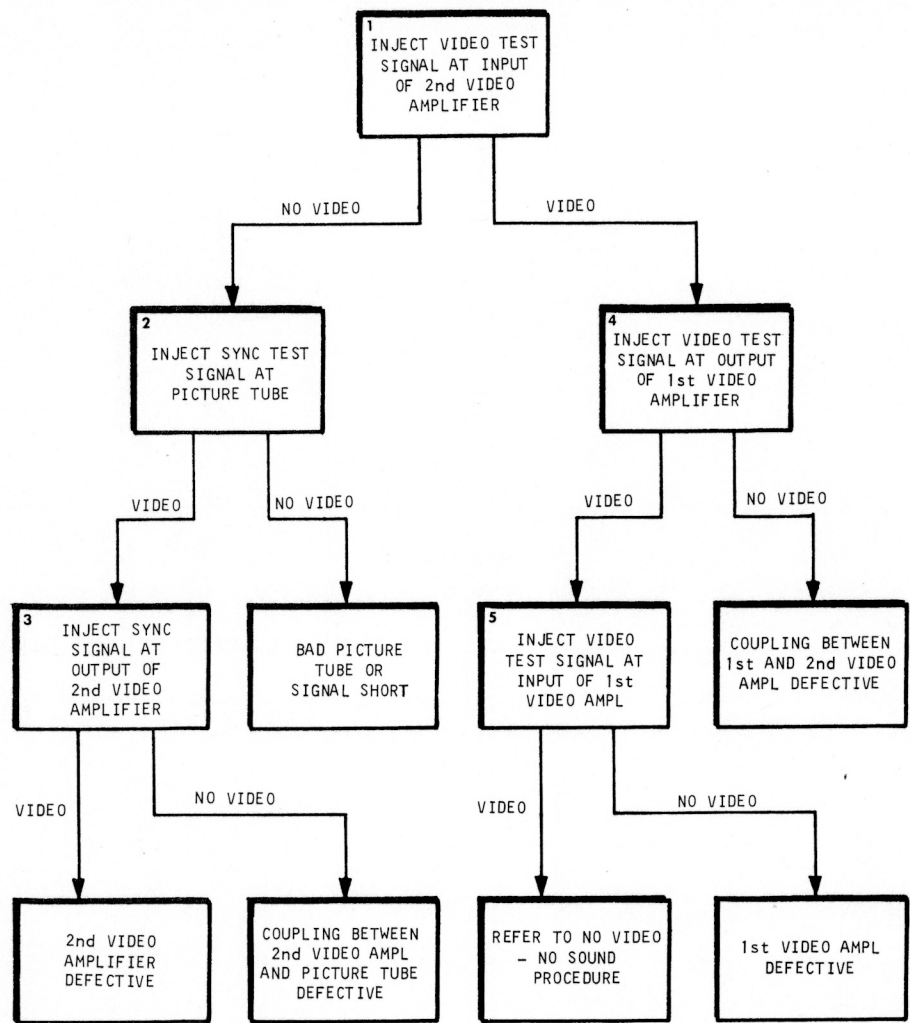 1
INJECT VIDEO TEST
SIGNAL AT INPUT
OF 2nd VIDEO
AMPLIFIER
NO VIDEO
VIDEO
2
INJECT SYNC TEST
SIGNAL AT
PICTURE TUBE
4
INJECT VIDEO TEST
SIGNAL AT OUTPUT
OF 1st VIDEO
AMPLIFIER
VIDEO
NO VIDEO
VIDEO
NO VIDEO
3
INJECT SYNC
SIGNAL AT
OUTPUT OF
2nd VIDEO
AMPLIFIER
BAD PICTURE
TUBE OR
SIGNAL SHORT
5
INJECT VIDEO
TEST SIGNAL AT
INPUT OF 1st
VIDEO AMPL
COUPLING BETWEEN
1st AND 2nd VIDEO
AMPL DEFECTIVE
VIDEO
NO VIDEO
VIDEO
NO VIDEO
2nd VIDEO
AMPLIFIER
DEFECTIVE
COUPLING BETWEEN
2nd VIDEO AMPL
AND PICTURE TUBE
DEFECTIVE
REFER TO NO VIDEO
– NO SOUND
PROCEDURE
1st VIDEO AMPL
DEFECTIVE